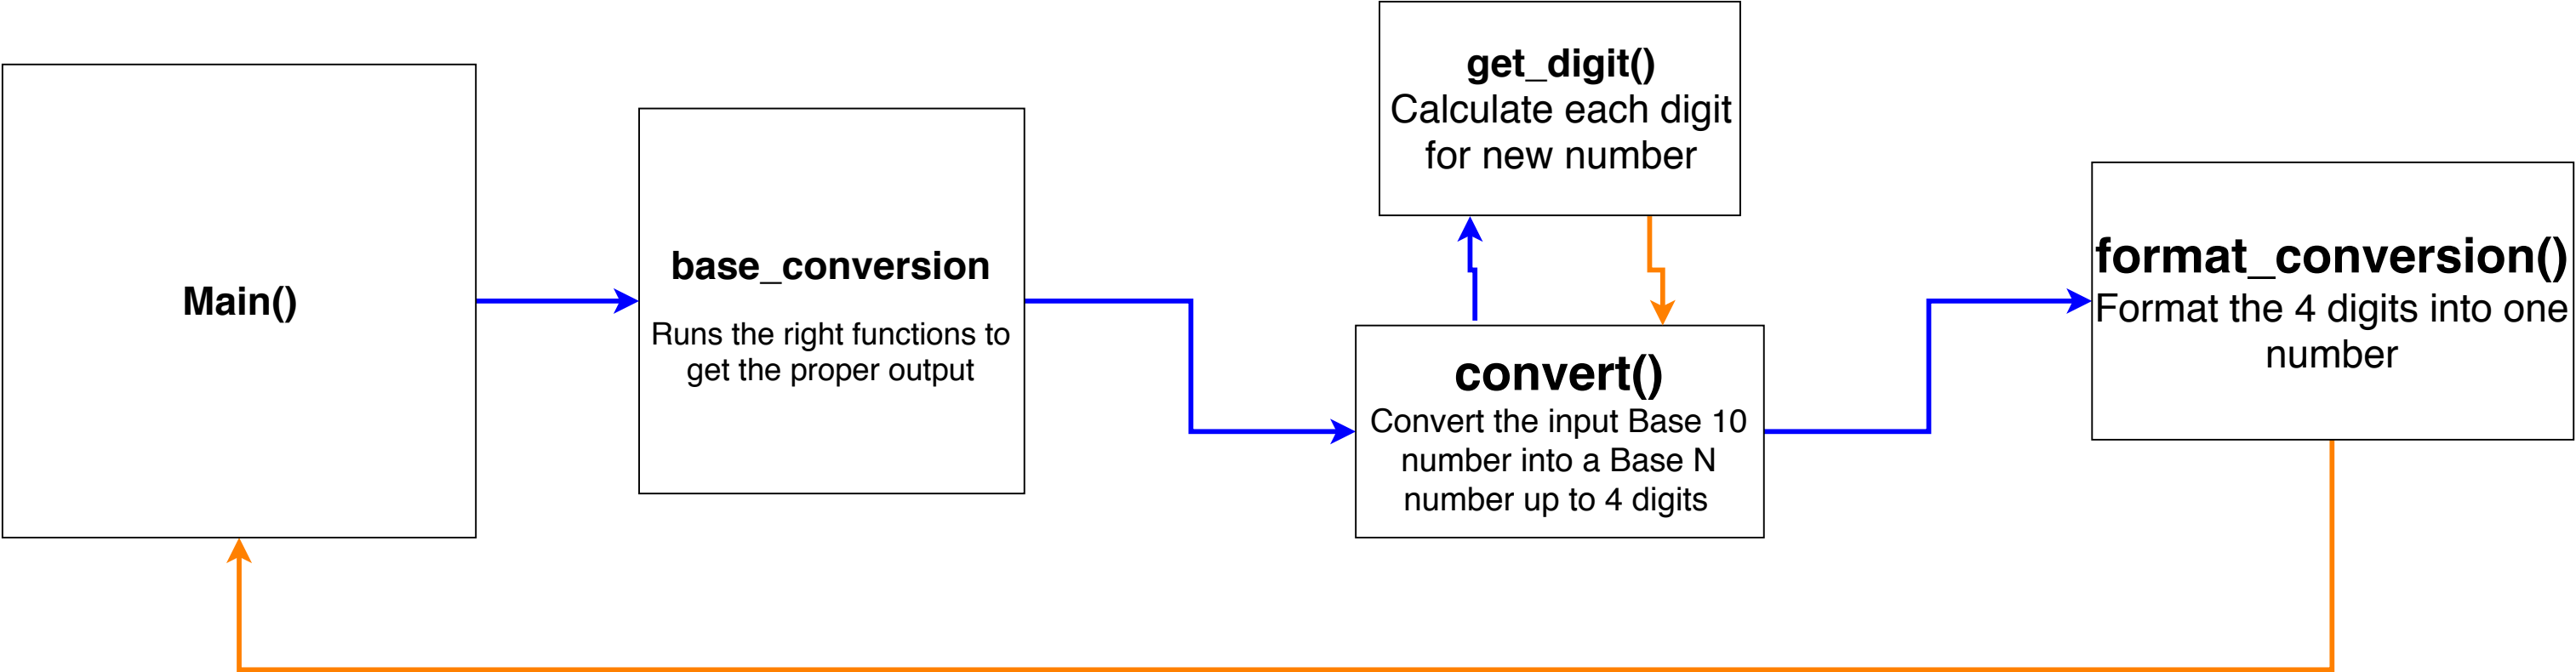 Main()
base_conversion
Runs the right functions to
get the proper output
get_digit()
Calculate each digit
for new number
convert()
Convert the input Base 10
number into a Base N
number up to 4 digits
format_conversion()
Format the 4 digits into one
number